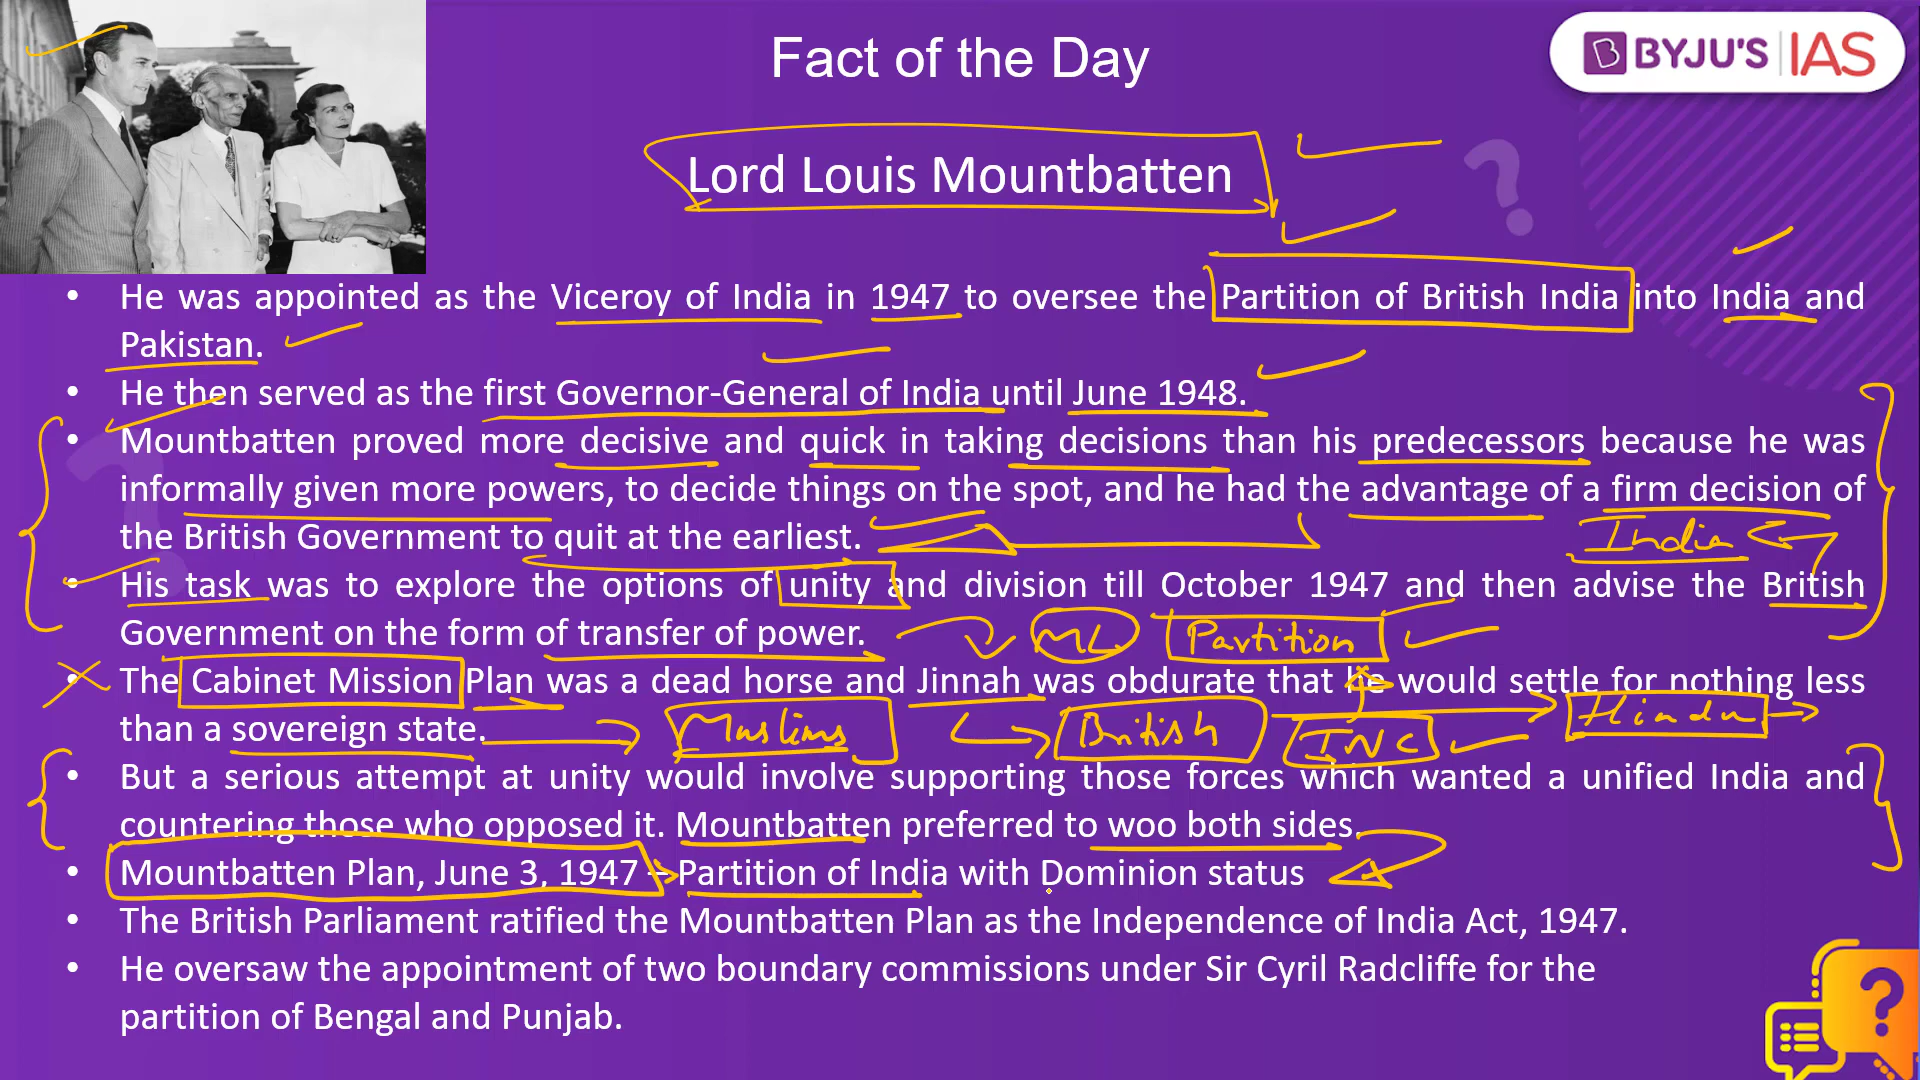 Fact of the Day
BYJU'S IAS
Lord Louis Mountbatten
• He was appointed as the Viceroy of India in 1947 to oversee the Partition of British India into India and
Pakistan.
• He then served as the first Governor-General of India until June 1948.
• Mountbatten proved more decisive and quick in taking decisions than his predecessors because he was
informally given more powers, to decide things on the spot, and he had the advantage of a firm decision of
the British Government to quit at the earliest.
India
• His task was to explore the options of unity and division till October 1947 and then advise the British
Government on the form of transfer of power.
ML Partition
• The Cabinet Mission Plan was a dead horse and Jinnah was obdurate that he would settle for nothing less
than a sovereign state.
Muslims British INC Hindu
• But a serious attempt at unity would involve supporting those forces which wanted a unified India and
countering those who opposed it. Mountbatten preferred to woo both sides.
• Mountbatten Plan, June 3, 1947 – Partition of India with Dominion status
• The British Parliament ratified the Mountbatten Plan as the Independence of India Act, 1947.
• He oversaw the appointment of two boundary commissions under Sir Cyril Radcliffe for the
partition of Bengal and Punjab.